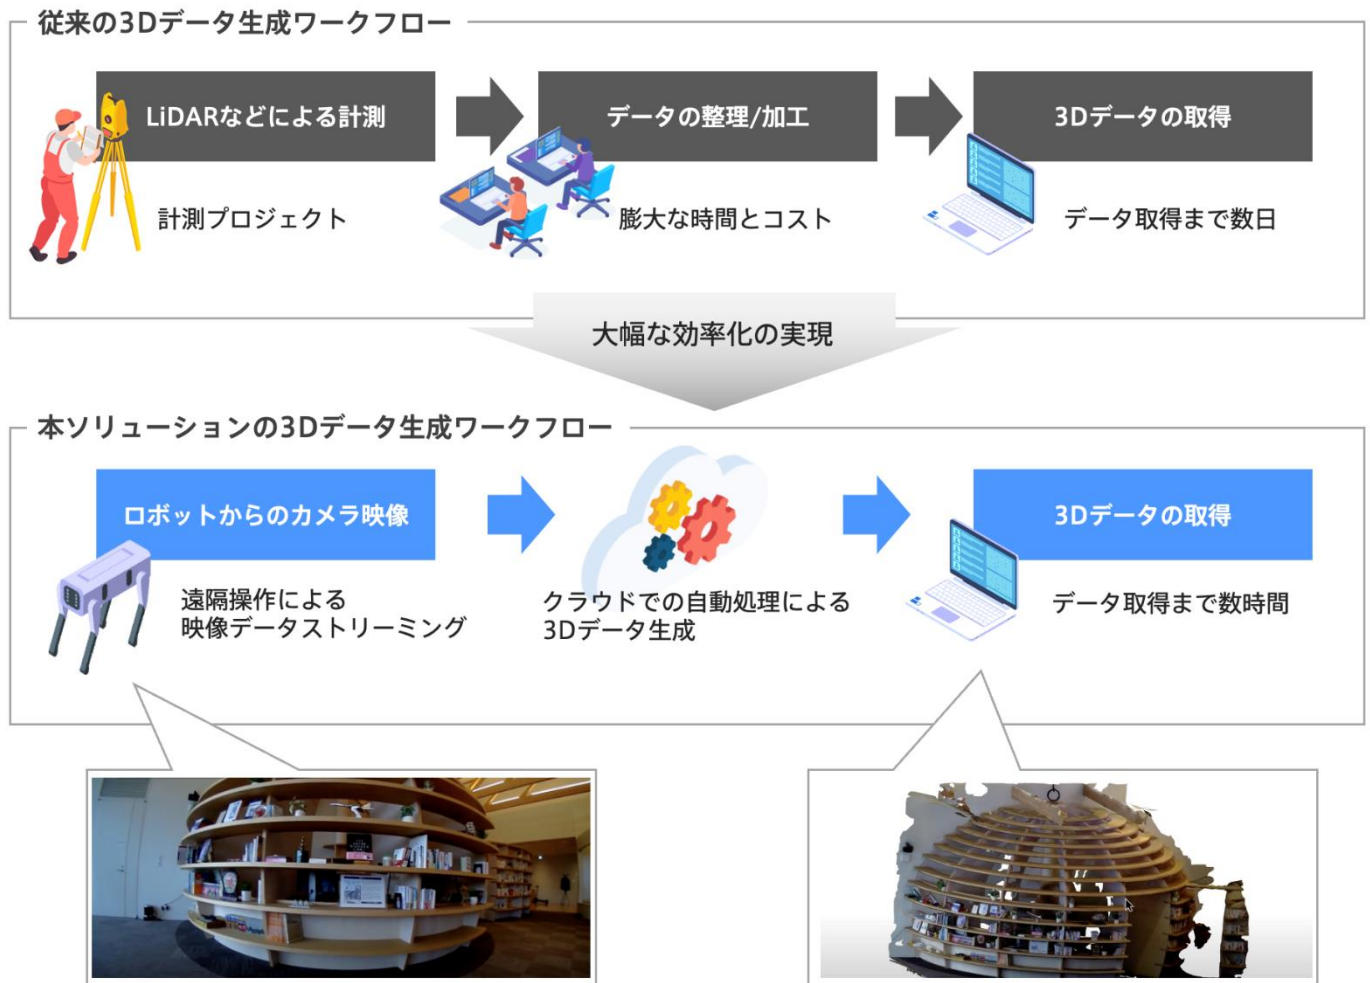 従来の3Dデータ生成ワークフロー
LiDARなどによる計測
データの整理/加工
3Dデータの取得
計測プロジェクト
膨大な時間とコスト
データ取得まで数日
大幅な効率化の実現
本ソリューションの3Dデータ生成ワークフロー
ロボットからのカメラ映像
3Dデータの取得
遠隔操作による
映像データストリーミング
クラウドでの自動処理による
3Dデータ生成
データ取得まで数時間